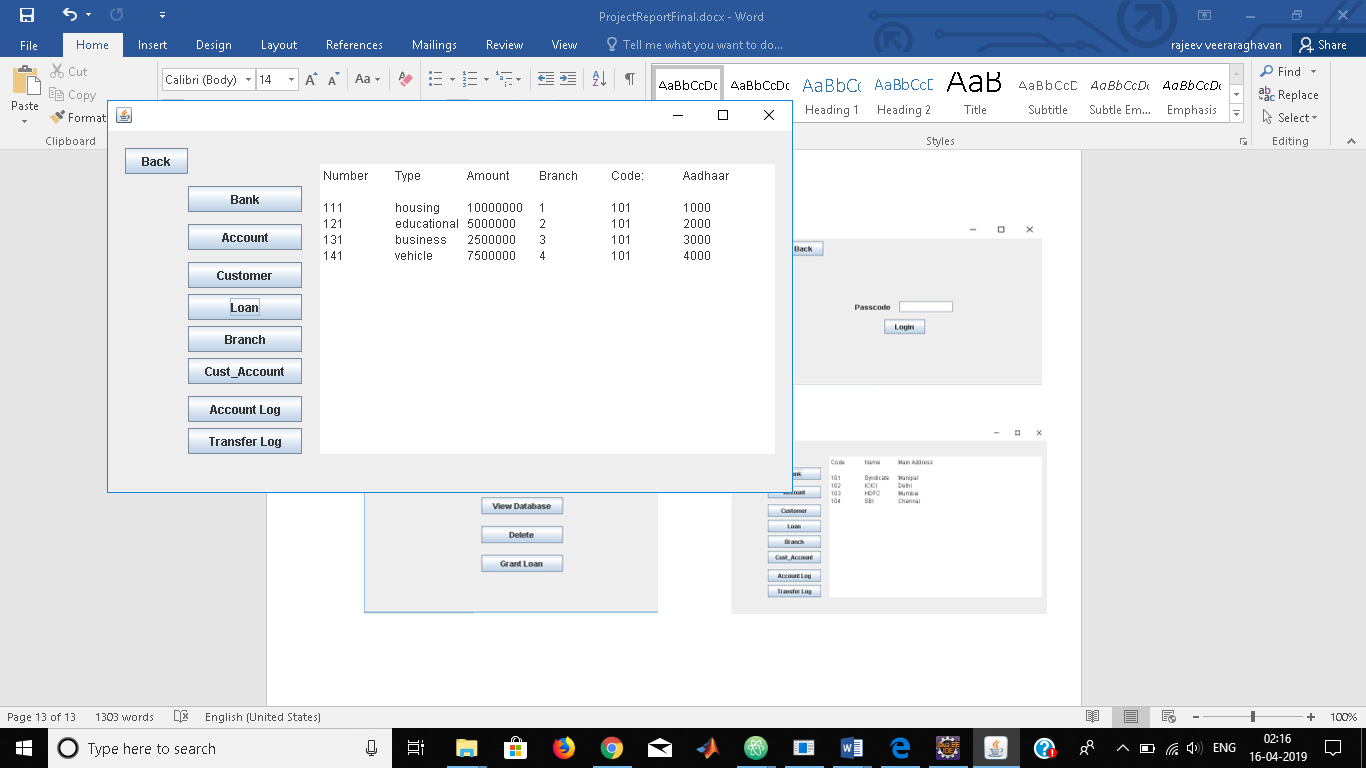 ProjectReportFinal.docx - Word
File Home Insert Design Layout References Mailings Review View Tell me what you want to do... rajeev veeraraghavan Share
Paste
Cut
Copy
Format
Clipboard
Calibri (Body) 14 Aa
AaBbCcDc AaBbCcDc AaBbCc AaBbCcD AaB AaBbCcD AaBbCcDc AaBbCcDc
Heading 1 Heading 2 Title Subtitle Subtle Em... Emphasis
Styles
Find
Replace
Select
Editing
Back
Bank
Account
Customer
Loan
Branch
Cust_Account
Account Log
Transfer Log
Number Type Amount Branch Code: Aadhaar
111 housing 10000000 1 101 1000
121 educational 5000000 2 101 2000
131 business 2500000 3 101 3000
141 vehicle 7500000 4 101 4000
Back
Passcode
Login
View Database
Delete
Grant Loan
Account
Customer
Loan
Branch
Cust_Account
Account Log
Transfer Log
Code Name Main Address
101 Syndicate Manipal
102 ICICI Delhi
103 HDFC Mumbai
104 SBI Chennai
Page 13 of 13 1303 words English (United States) 100%
Type here to search
ENG
02:16
16-04-2019